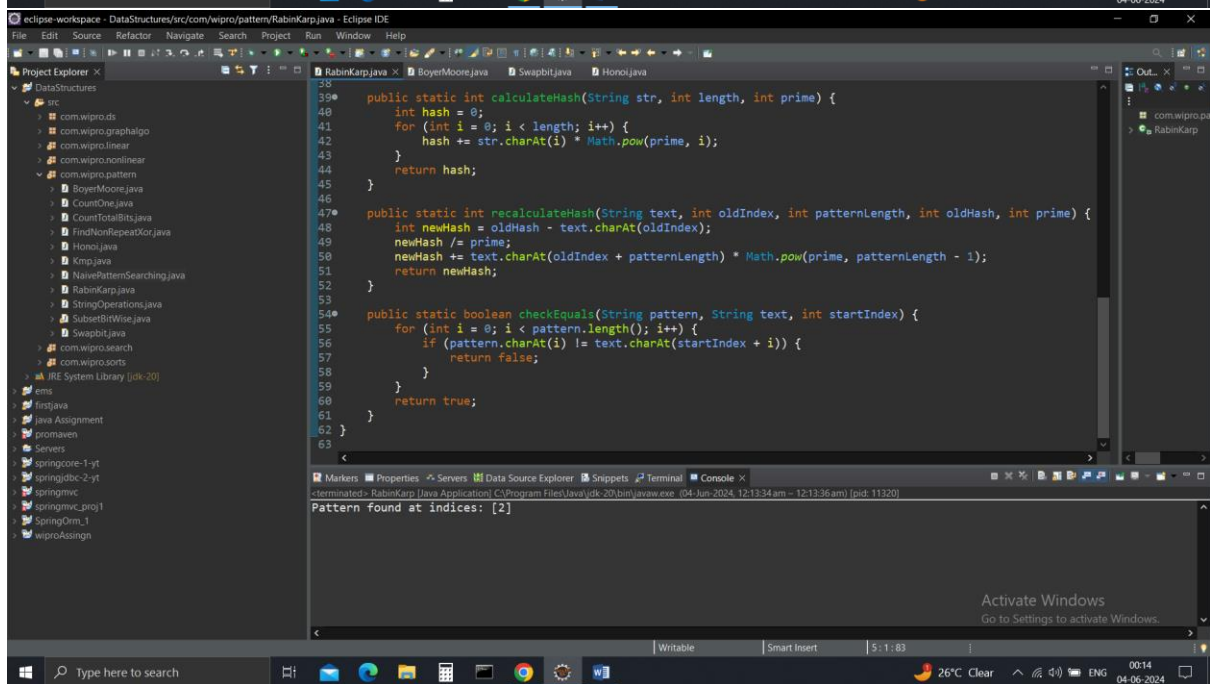 04-06-2024
eclipse-workspace - DataStructures/src/com/wipro/pattern/RabinKarp.java - Eclipse IDE
File Edit Source Refactor Navigate Search Project Run Window Help
Project Explorer
DataStructures
src
com.wipro.ds
com.wipro.graphalgo
com.wipro.linear
com.wipro.nonlinear
com.wipro.pattern
BoyerMoore.java
CountOne.java
CountTotalBits.java
FindNonRepeatXor.java
Honoi.java
Kmp.java
NaivePatternSearching.java
RabinKarp.java
StringOperations.java
SubsetBitWise.java
Swapbit.java
com.wipro.search
com.wipro.sorts
JRE System Library [jdk-20]
ems
firstjava
java Assignment
promaven
Servers
springcore-1-yt
springjdbc-2-yt
springmvc
springmvc_proj1
SpringOrm_1
wiproAssingn
RabinKarp.java BoyerMoore.java Swapbit.java Honoi.java
38
39 public static int calculateHash(String str, int length, int prime) {
40 int hash = 0;
41 for (int i = 0; i < length; i++) {
42 hash += str.charAt(i) * Math.pow(prime, i);
43 }
44 return hash;
45 }
46
47 public static int recalculateHash(String text, int oldIndex, int patternLength, int oldHash, int prime) {
48 int newHash = oldHash - text.charAt(oldIndex);
49 newHash /= prime;
50 newHash += text.charAt(oldIndex + patternLength) * Math.pow(prime, patternLength - 1);
51 return newHash;
52 }
53
54 public static boolean checkEquals(String pattern, String text, int startIndex) {
55 for (int i = 0; i < pattern.length(); i++) {
56 if (pattern.charAt(i) != text.charAt(startIndex + i)) {
57 return false;
58 }
59 }
60 return true;
61 }
62 }
63
Out...
com.wipro.pa
RabinKarp
Markers Properties Servers Data Source Explorer Snippets Terminal Console
<terminated> RabinKarp [Java Application] C:\Program Files\Java\jdk-20\bin\javaw.exe (04-Jun-2024, 12:13:34 am – 12:13:36 am) [pid: 11320]
Pattern found at indices: [2]
Activate Windows
Go to Settings to activate Windows.
Writable Smart Insert 5 : 1 : 83
Type here to search
26°C Clear ENG
00:14
04-06-2024